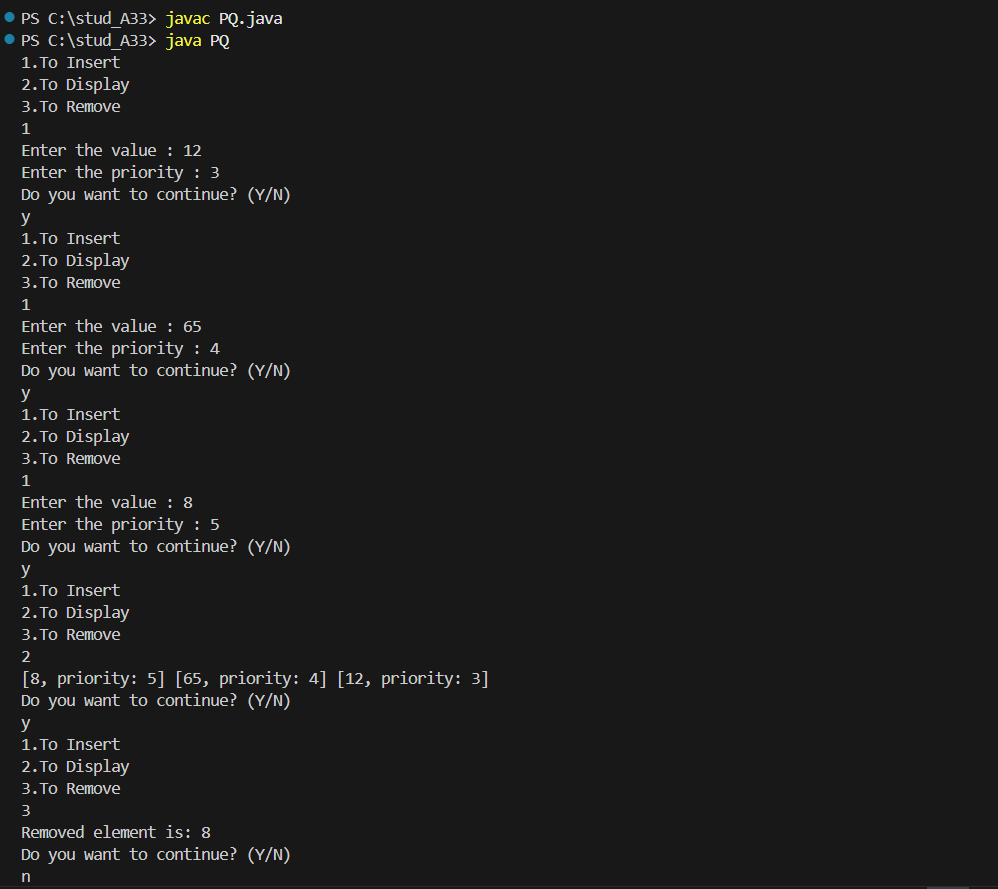 PS C:\stud_A33> javac PQ.java
PS C:\stud_A33> java PQ
1.To Insert
2.To Display
3.To Remove
1
Enter the value : 12
Enter the priority : 3
Do you want to continue? (Y/N)
y
1.To Insert
2.To Display
3.To Remove
1
Enter the value : 65
Enter the priority : 4
Do you want to continue? (Y/N)
y
1.To Insert
2.To Display
3.To Remove
1
Enter the value : 8
Enter the priority : 5
Do you want to continue? (Y/N)
y
1.To Insert
2.To Display
3.To Remove
2
[8, priority: 5] [65, priority: 4] [12, priority: 3]
Do you want to continue? (Y/N)
y
1.To Insert
2.To Display
3.To Remove
3
Removed element is: 8
Do you want to continue? (Y/N)
n